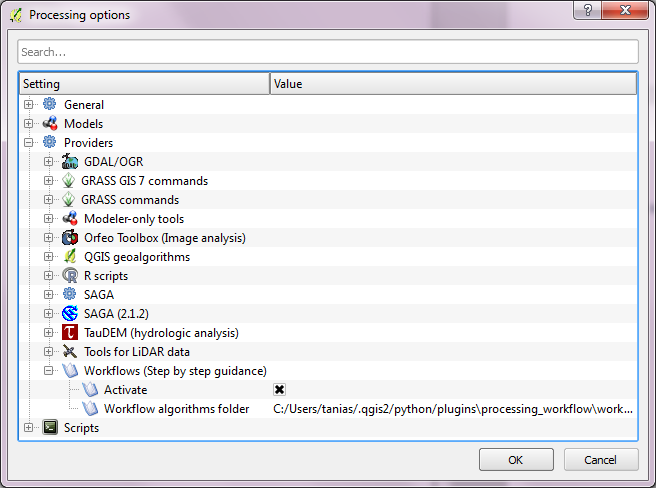 Processing options
Search...
Setting Value
General
Models
Providers
GDAL/OGR
GRASS GIS 7 commands
GRASS commands
Modeler-only tools
Orfeo Toolbox (Image analysis)
QGIS geoalgorithms
R scripts
SAGA
SAGA (2.1.2)
TauDEM (hydrologic analysis)
Tools for LiDAR data
Workflows (Step by step guidance)
Activate
Workflow algorithms folder C:/Users/tanias/.qgis2/python/plugins\processing_workflow\work...
Scripts
OK Cancel